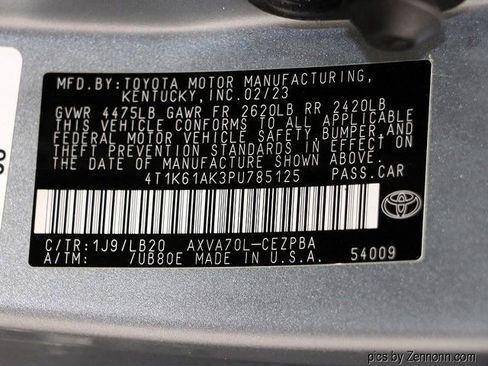 MFD.BY:TOYOTA MOTOR MANUFACTURING,
KENTUCKY, INC.02/23
GVWR 4475LB GAWR FR 2620LB RR 2420LB
THIS VEHICLE CONFORMS TO ALL APPLICABLE
FEDERAL MOTOR VEHICLE SAFETY,BUMPER,AND
THEFT PREVENTION STANDARDS IN EFFECT ON
THE DATE OF MANUFACTURE SHOWN ABOVE.
4T1K61AK3PU785125 PASS.CAR
C/TR:1J9/LB20 AXVA70L-CEZPBA
A/TM: /UB80E MADE IN U.S.A. 54009
pics by Zennonn.com